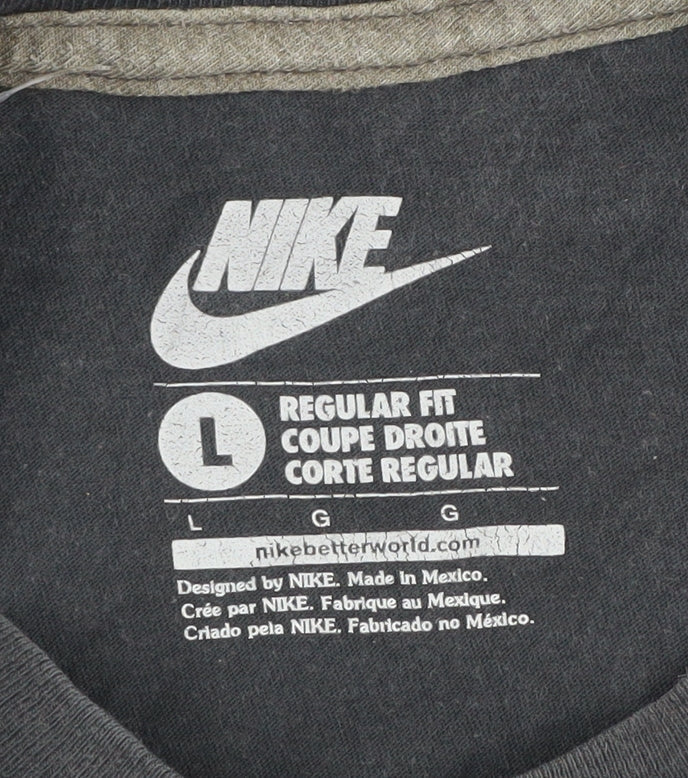 NIKE
L
REGULAR FIT
COUPE DROITE
CORTE REGULAR
L G G
nikebetterworld.com
Designed by NIKE. Made in Mexico.
Crée par NIKE. Fabrique au Mexique.
Criado pela NIKE. Fabricado no México.